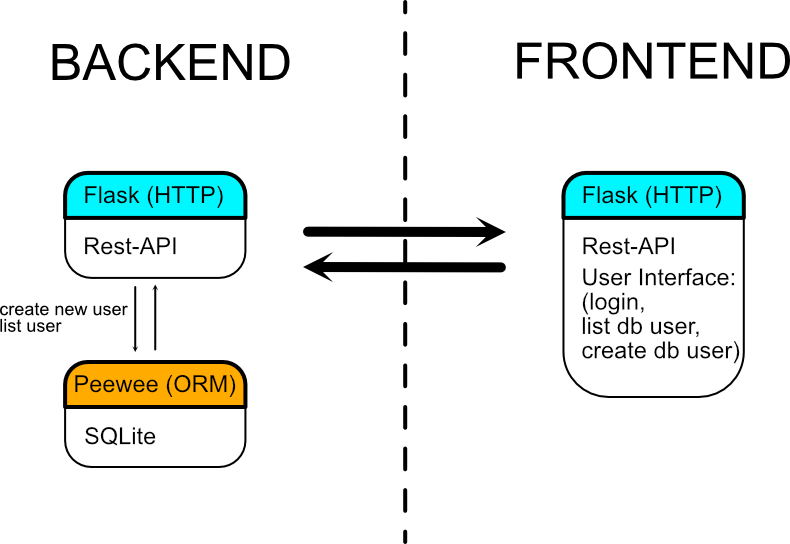 BACKEND
FRONTEND
Flask (HTTP)
Rest-API
create new user
list user
Peewee (ORM)
SQLite
Flask (HTTP)
Rest-API
User Interface:
(login,
list db user,
create db user)